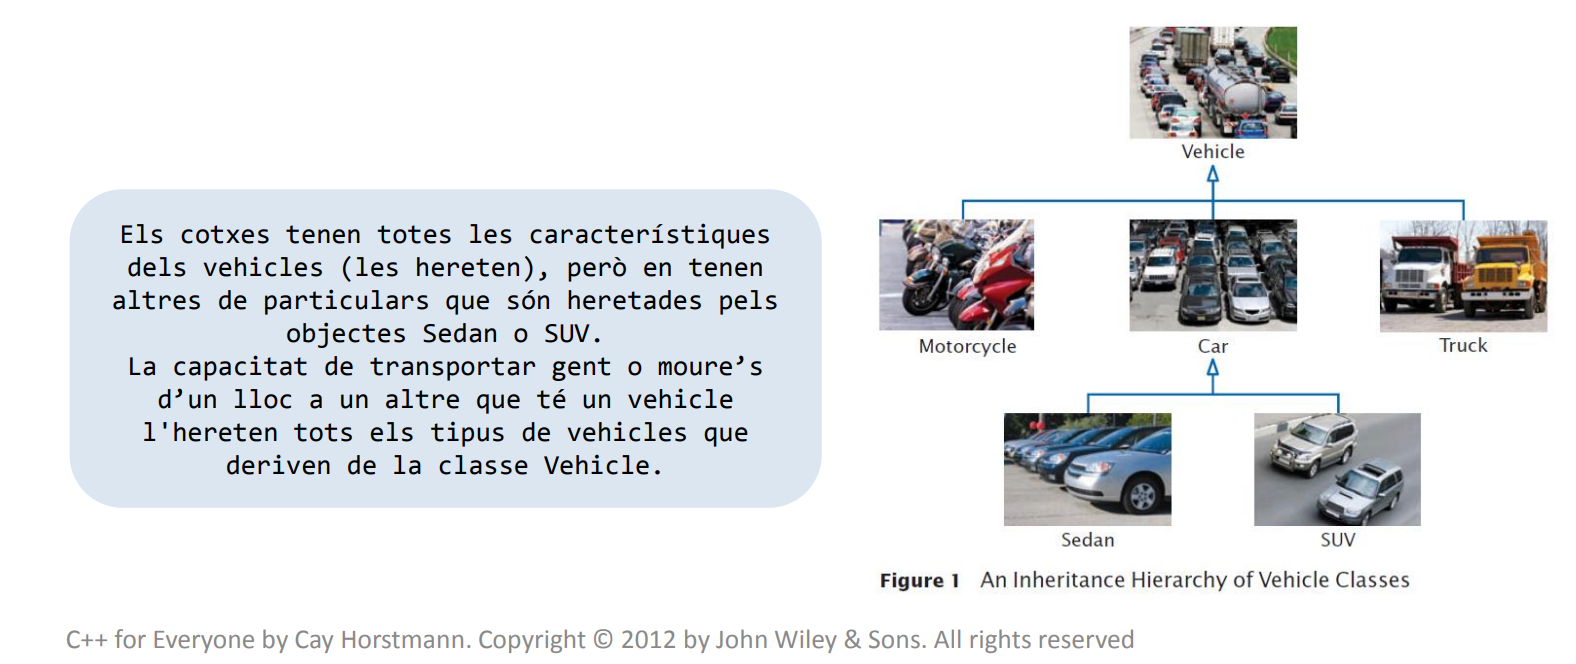 Els cotxes tenen totes les característiques
dels vehicles (les hereten), però en tenen
altres de particulars que són heretades pels
objectes Sedan o SUV.
La capacitat de transportar gent o moure’s
d’un lloc a un altre que té un vehicle
l'hereten tots els tipus de vehicles que
deriven de la classe Vehicle.
Vehicle
Motorcycle
Car
Truck
Sedan
SUV
Figure 1 An Inheritance Hierarchy of Vehicle Classes
C++ for Everyone by Cay Horstmann. Copyright © 2012 by John Wiley & Sons. All rights reserved